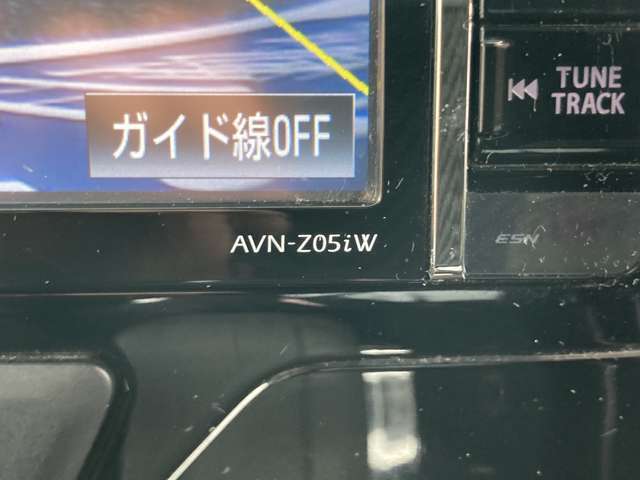 ガイド線OFF
TUNE
TRACK
AVN-Z05iW
ESN